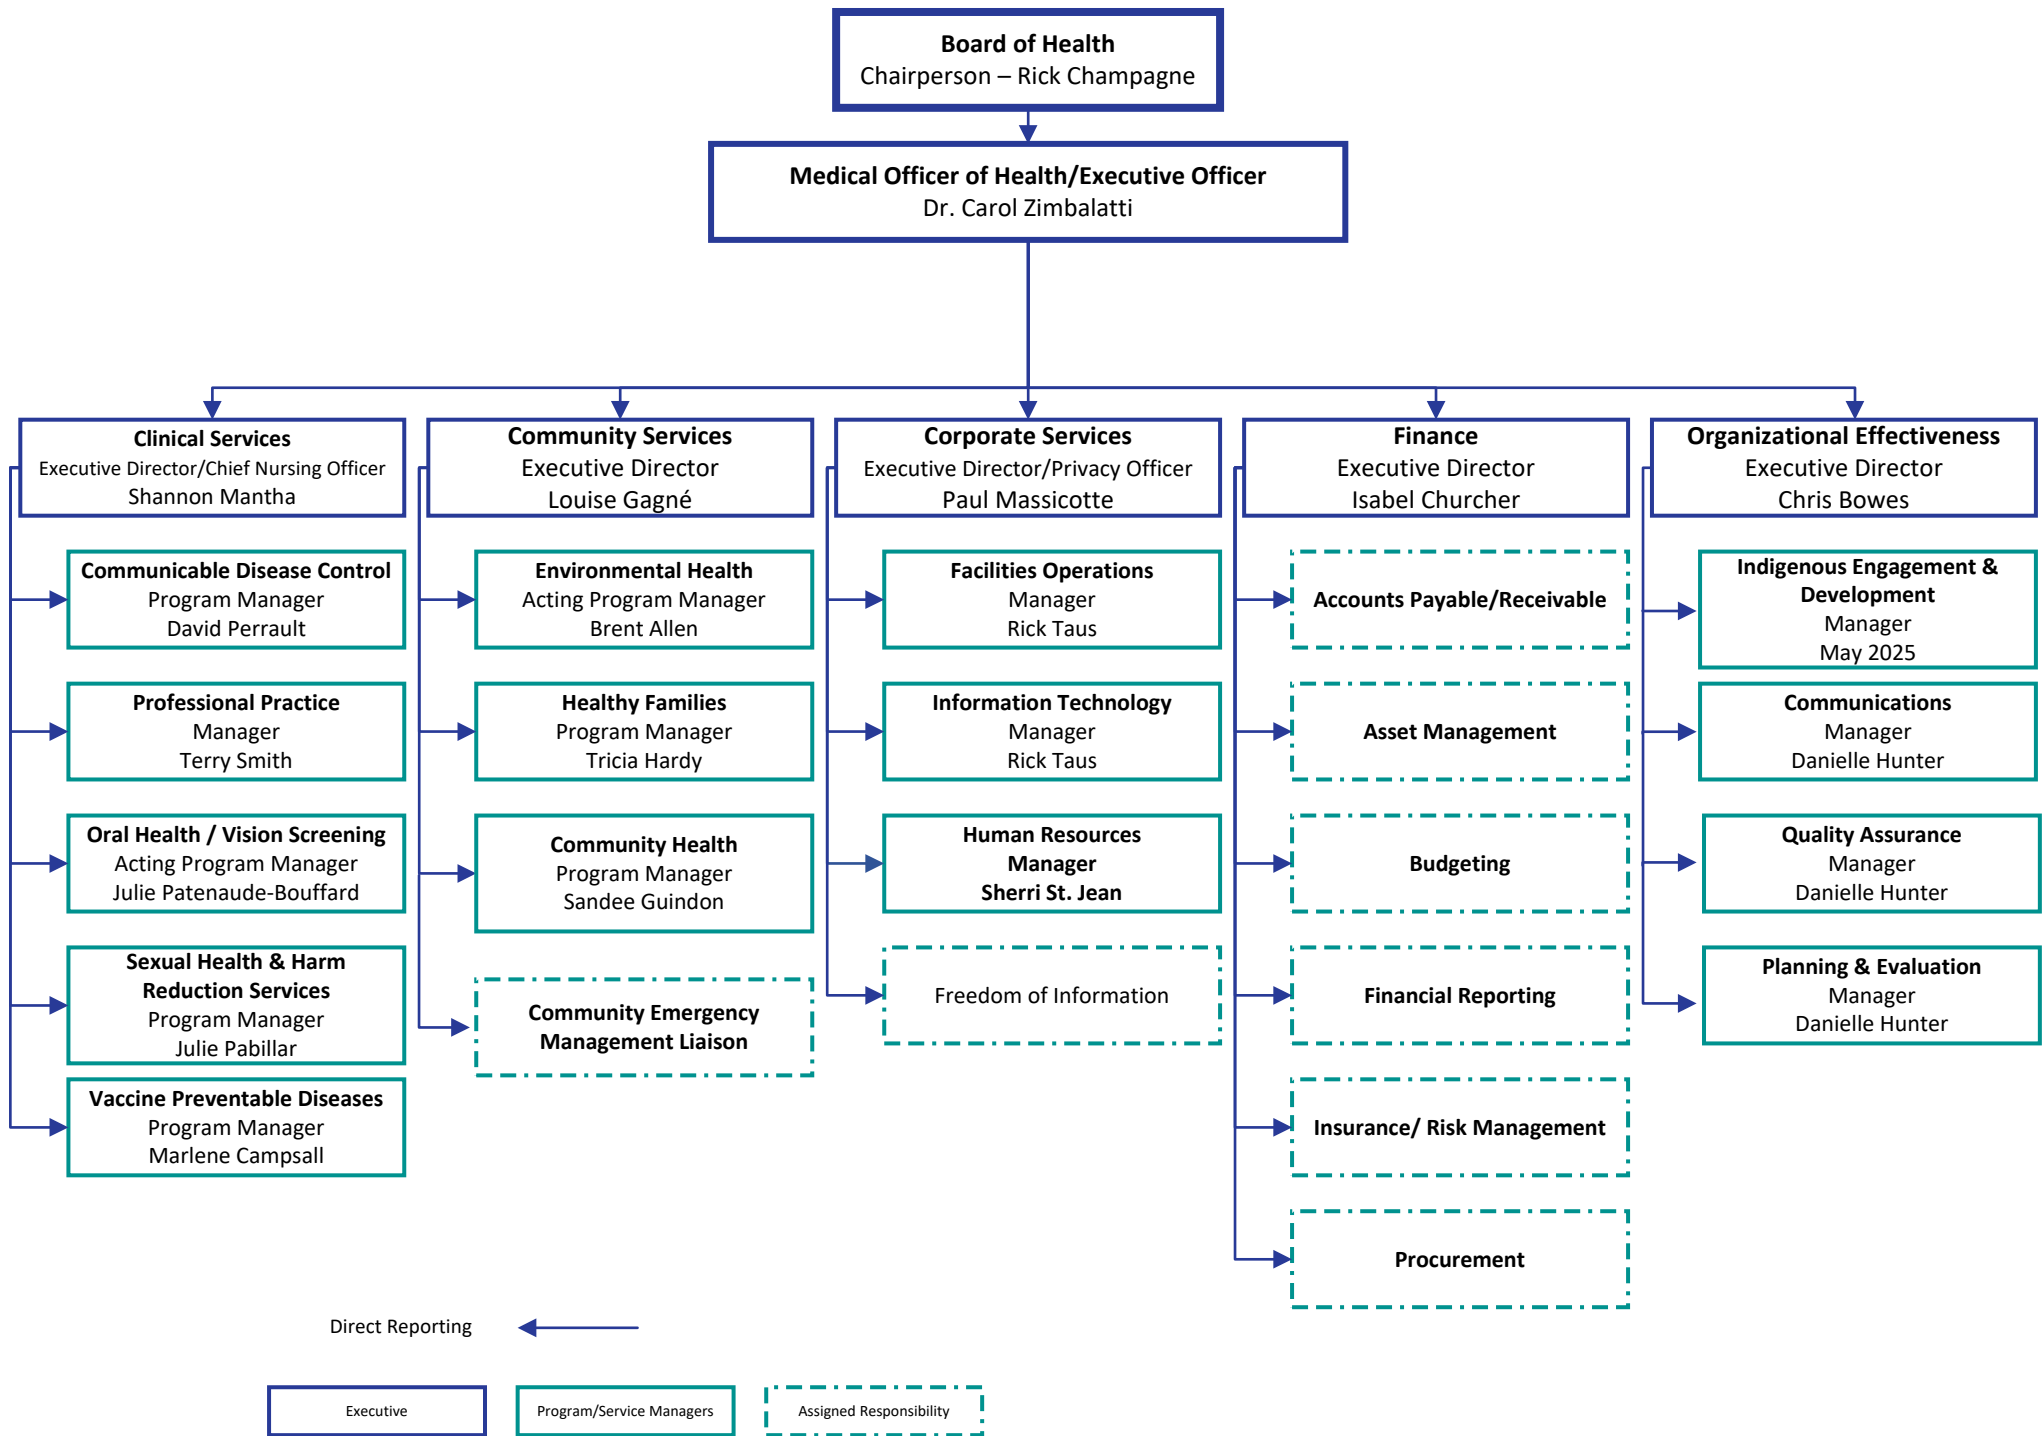 Board of Health
Chairperson – Rick Champagne
Medical Officer of Health/Executive Officer
Dr. Carol Zimbalatti
Clinical Services
Executive Director/Chief Nursing Officer
Shannon Mantha
Communicable Disease Control
Program Manager
David Perrault
Professional Practice
Manager
Terry Smith
Oral Health / Vision Screening
Acting Program Manager
Julie Patenaude-Bouffard
Sexual Health & Harm
Reduction Services
Program Manager
Julie Pabillar
Vaccine Preventable Diseases
Program Manager
Marlene Campsall
Community Services
Executive Director
Louise Gagné
Environmental Health
Acting Program Manager
Brent Allen
Healthy Families
Program Manager
Tricia Hardy
Community Health
Program Manager
Sandee Guindon
Community Emergency
Management Liaison
Corporate Services
Executive Director/Privacy Officer
Paul Massicotte
Facilities Operations
Manager
Rick Taus
Information Technology
Manager
Rick Taus
Human Resources
Manager
Sherri St. Jean
Freedom of Information
Finance
Executive Director
Isabel Churcher
Accounts Payable/Receivable
Asset Management
Budgeting
Financial Reporting
Insurance/ Risk Management
Procurement
Organizational Effectiveness
Executive Director
Chris Bowes
Indigenous Engagement &
Development
Manager
May 2025
Communications
Manager
Danielle Hunter
Quality Assurance
Manager
Danielle Hunter
Planning & Evaluation
Manager
Danielle Hunter
Direct Reporting
Executive
Program/Service Managers
Assigned Responsibility